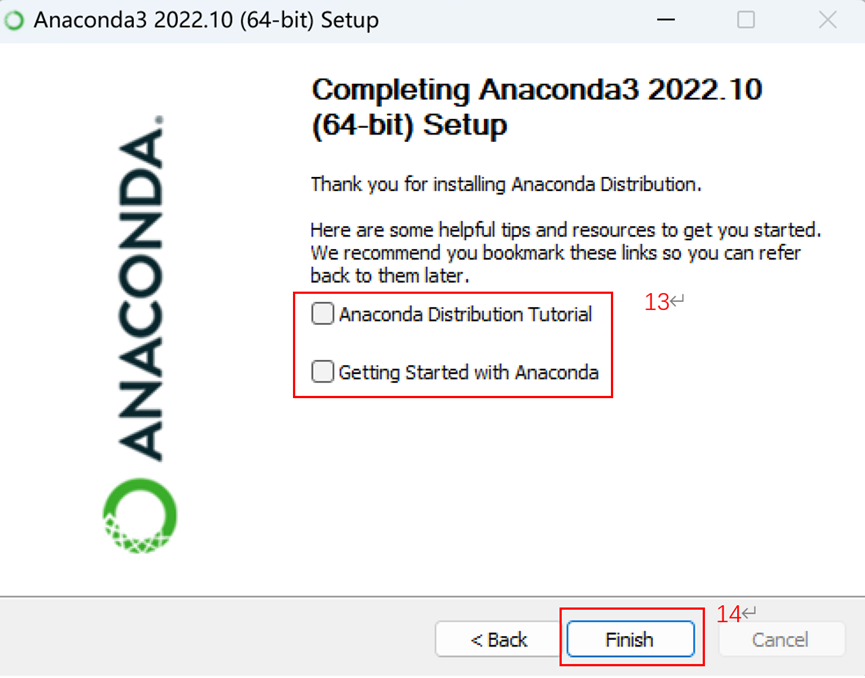 Anaconda3 2022.10 (64-bit) Setup
Completing Anaconda3 2022.10
(64-bit) Setup
Thank you for installing Anaconda Distribution.
Here are some helpful tips and resources to get you started.
We recommend you bookmark these links so you can refer
back to them later.
Anaconda Distribution Tutorial
13↵
Getting Started with Anaconda
ANACONDA.
14↵
< Back
Finish
Cancel